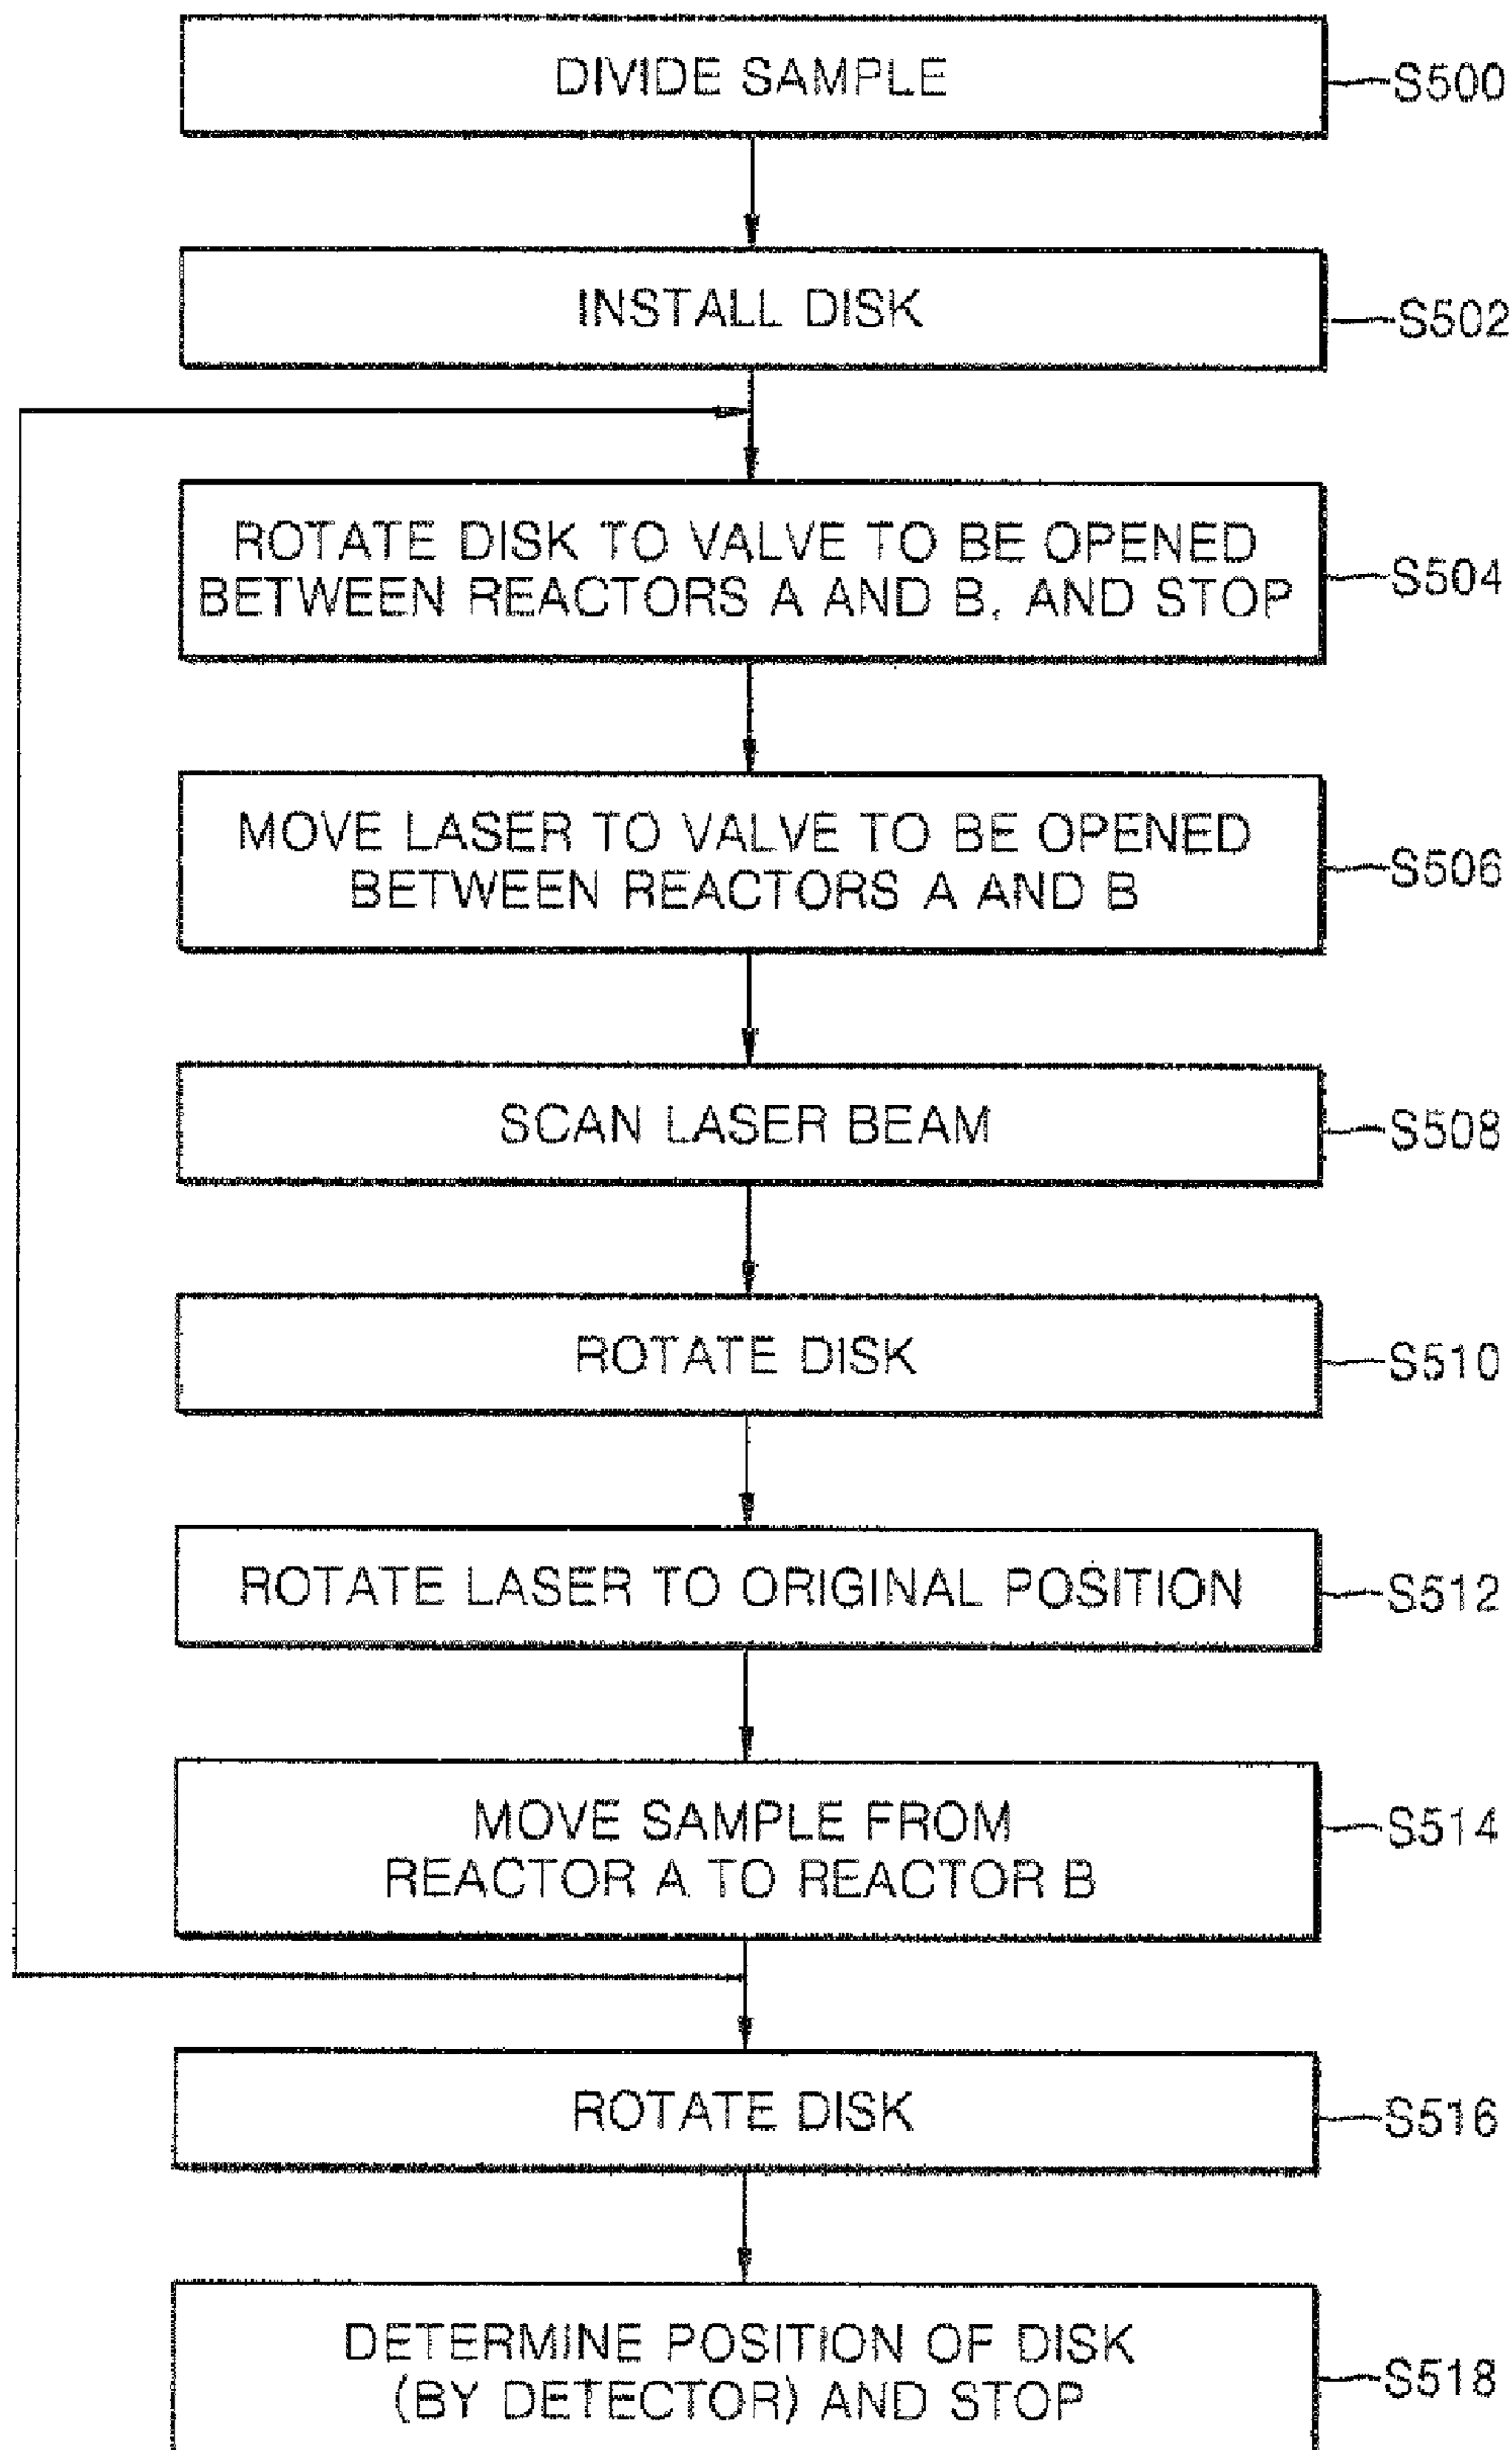 DIVIDE SAMPLE
S500
INSTALL DISK
S502
ROTATE DISK TO VALVE TO BE OPENED
BETWEEN REACTORS A AND B, AND STOP
S504
MOVE LASER TO VALVE TO BE OPENED
BETWEEN REACTORS A AND B
S506
SCAN LASER BEAM
S508
ROTATE DISK
S510
ROTATE LASER TO ORIGINAL POSITION
S512
MOVE SAMPLE FROM
REACTOR A TO REACTOR B
S514
ROTATE DISK
S516
DETERMINE POSITION OF DISK
(BY DETECTOR) AND STOP
S518